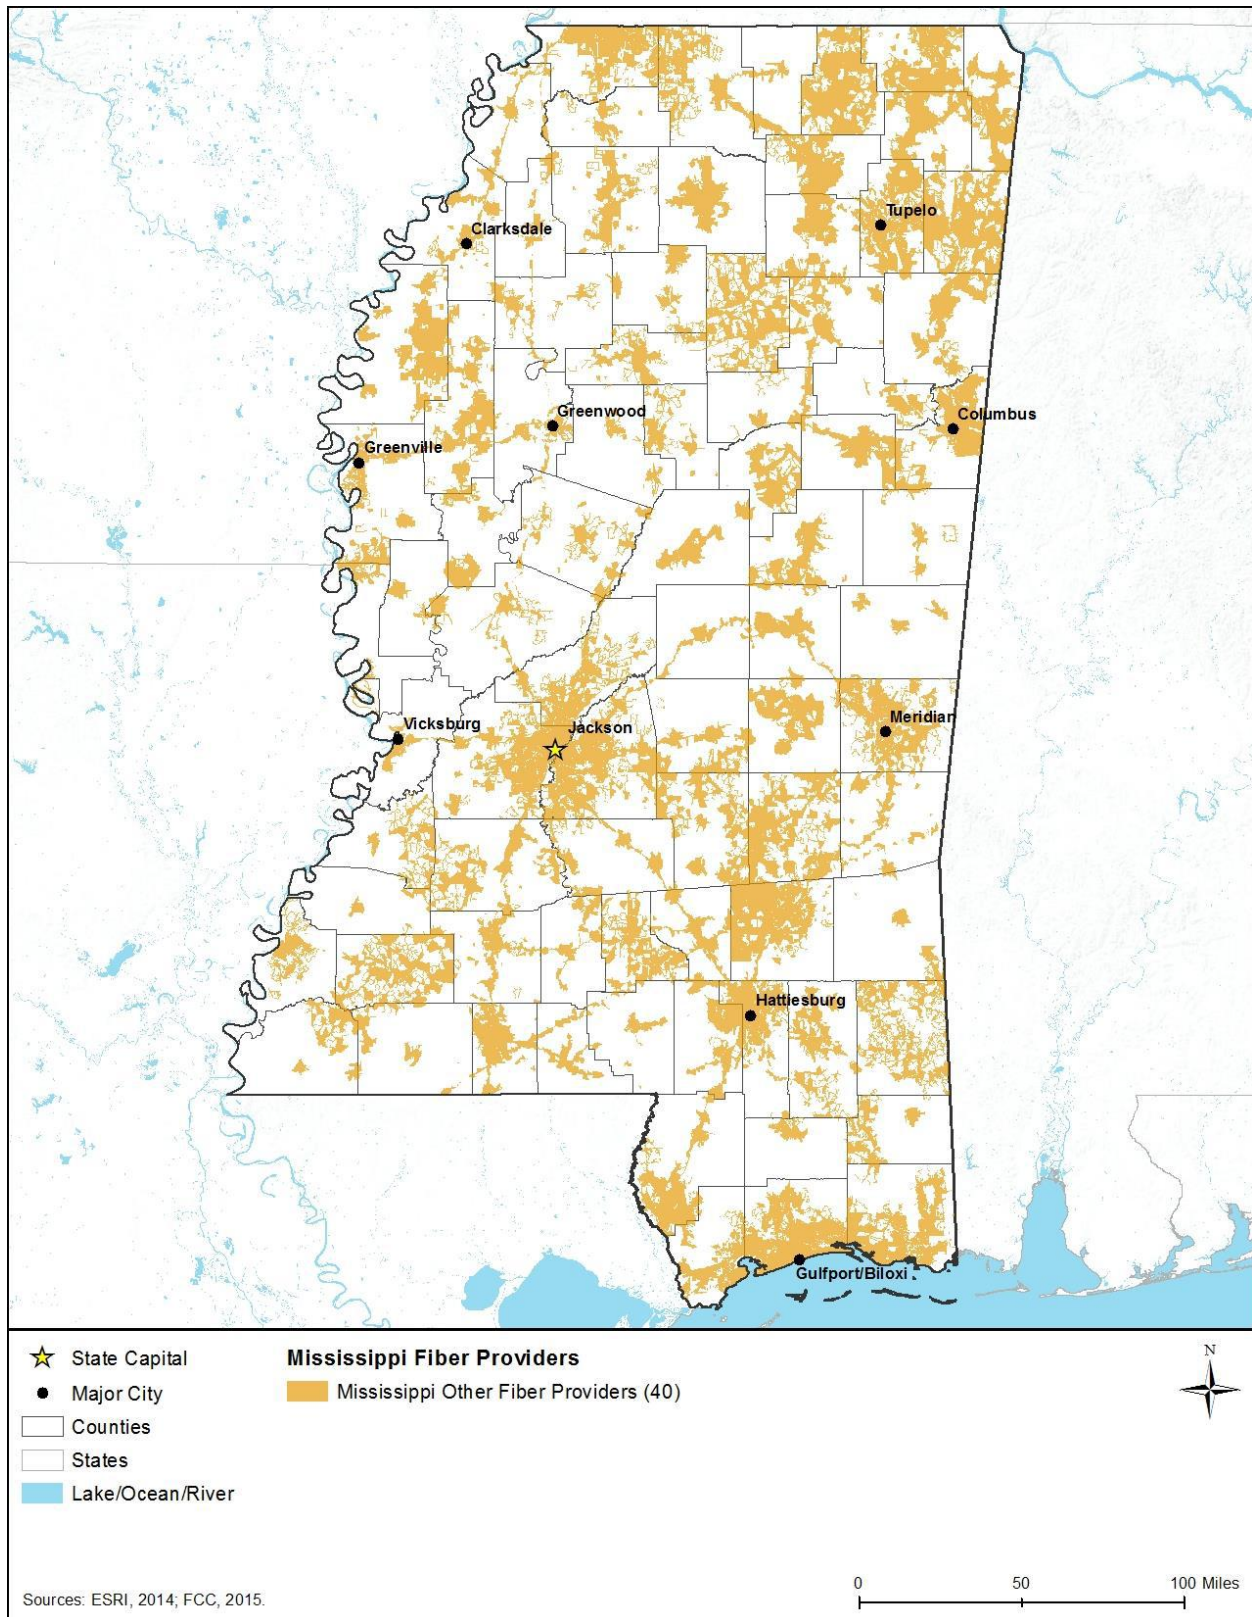 Tupelo
Clarksdale
Greenwood
Columbus
Greenville
Vicksburg
Jackson
Meridian
Hattiesburg
Gulfport/Biloxi
State Capital
Mississippi Fiber Providers
N
Major City
Mississippi Other Fiber Providers (40)
Counties
States
Lake/Ocean/River
0 50 100 Miles
Sources: ESRI, 2014; FCC, 2015.